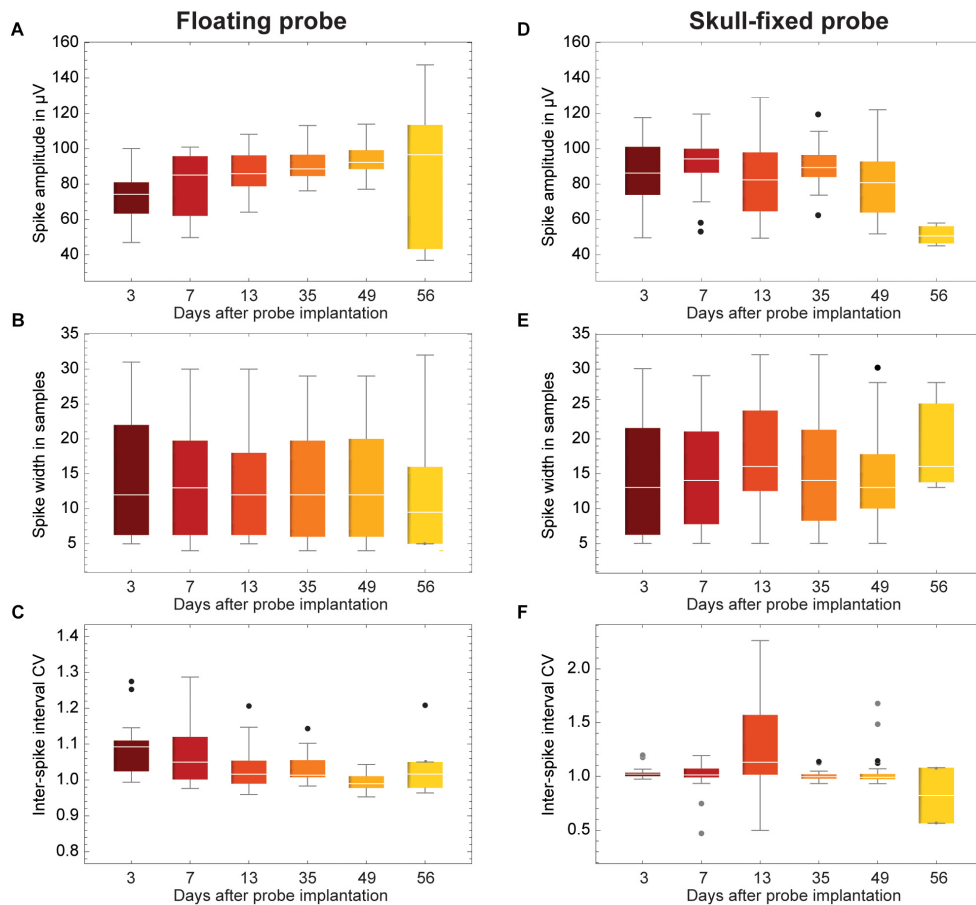 Floating probe
A
160
140
120
100
80
60
40
Spike amplitude in µV
3 7 13 35 49 56
Days after probe implantation
B
35
30
25
20
15
10
5
Spike width in samples
3 7 13 35 49 56
Days after probe implantation
C
1.4
1.3
1.2
1.1
1.0
0.9
0.8
Inter-spike interval CV
3 7 13 35 49 56
Days after probe implantation
Skull-fixed probe
D
160
140
120
100
80
60
40
Spike amplitude in µV
3 7 13 35 49 56
Days after probe implantation
E
35
30
25
20
15
10
5
Spike width in samples
3 7 13 35 49 56
Days after probe implantation
F
2.0
1.5
1.0
0.5
Inter-spike interval CV
3 7 13 35 49 56
Days after probe implantation